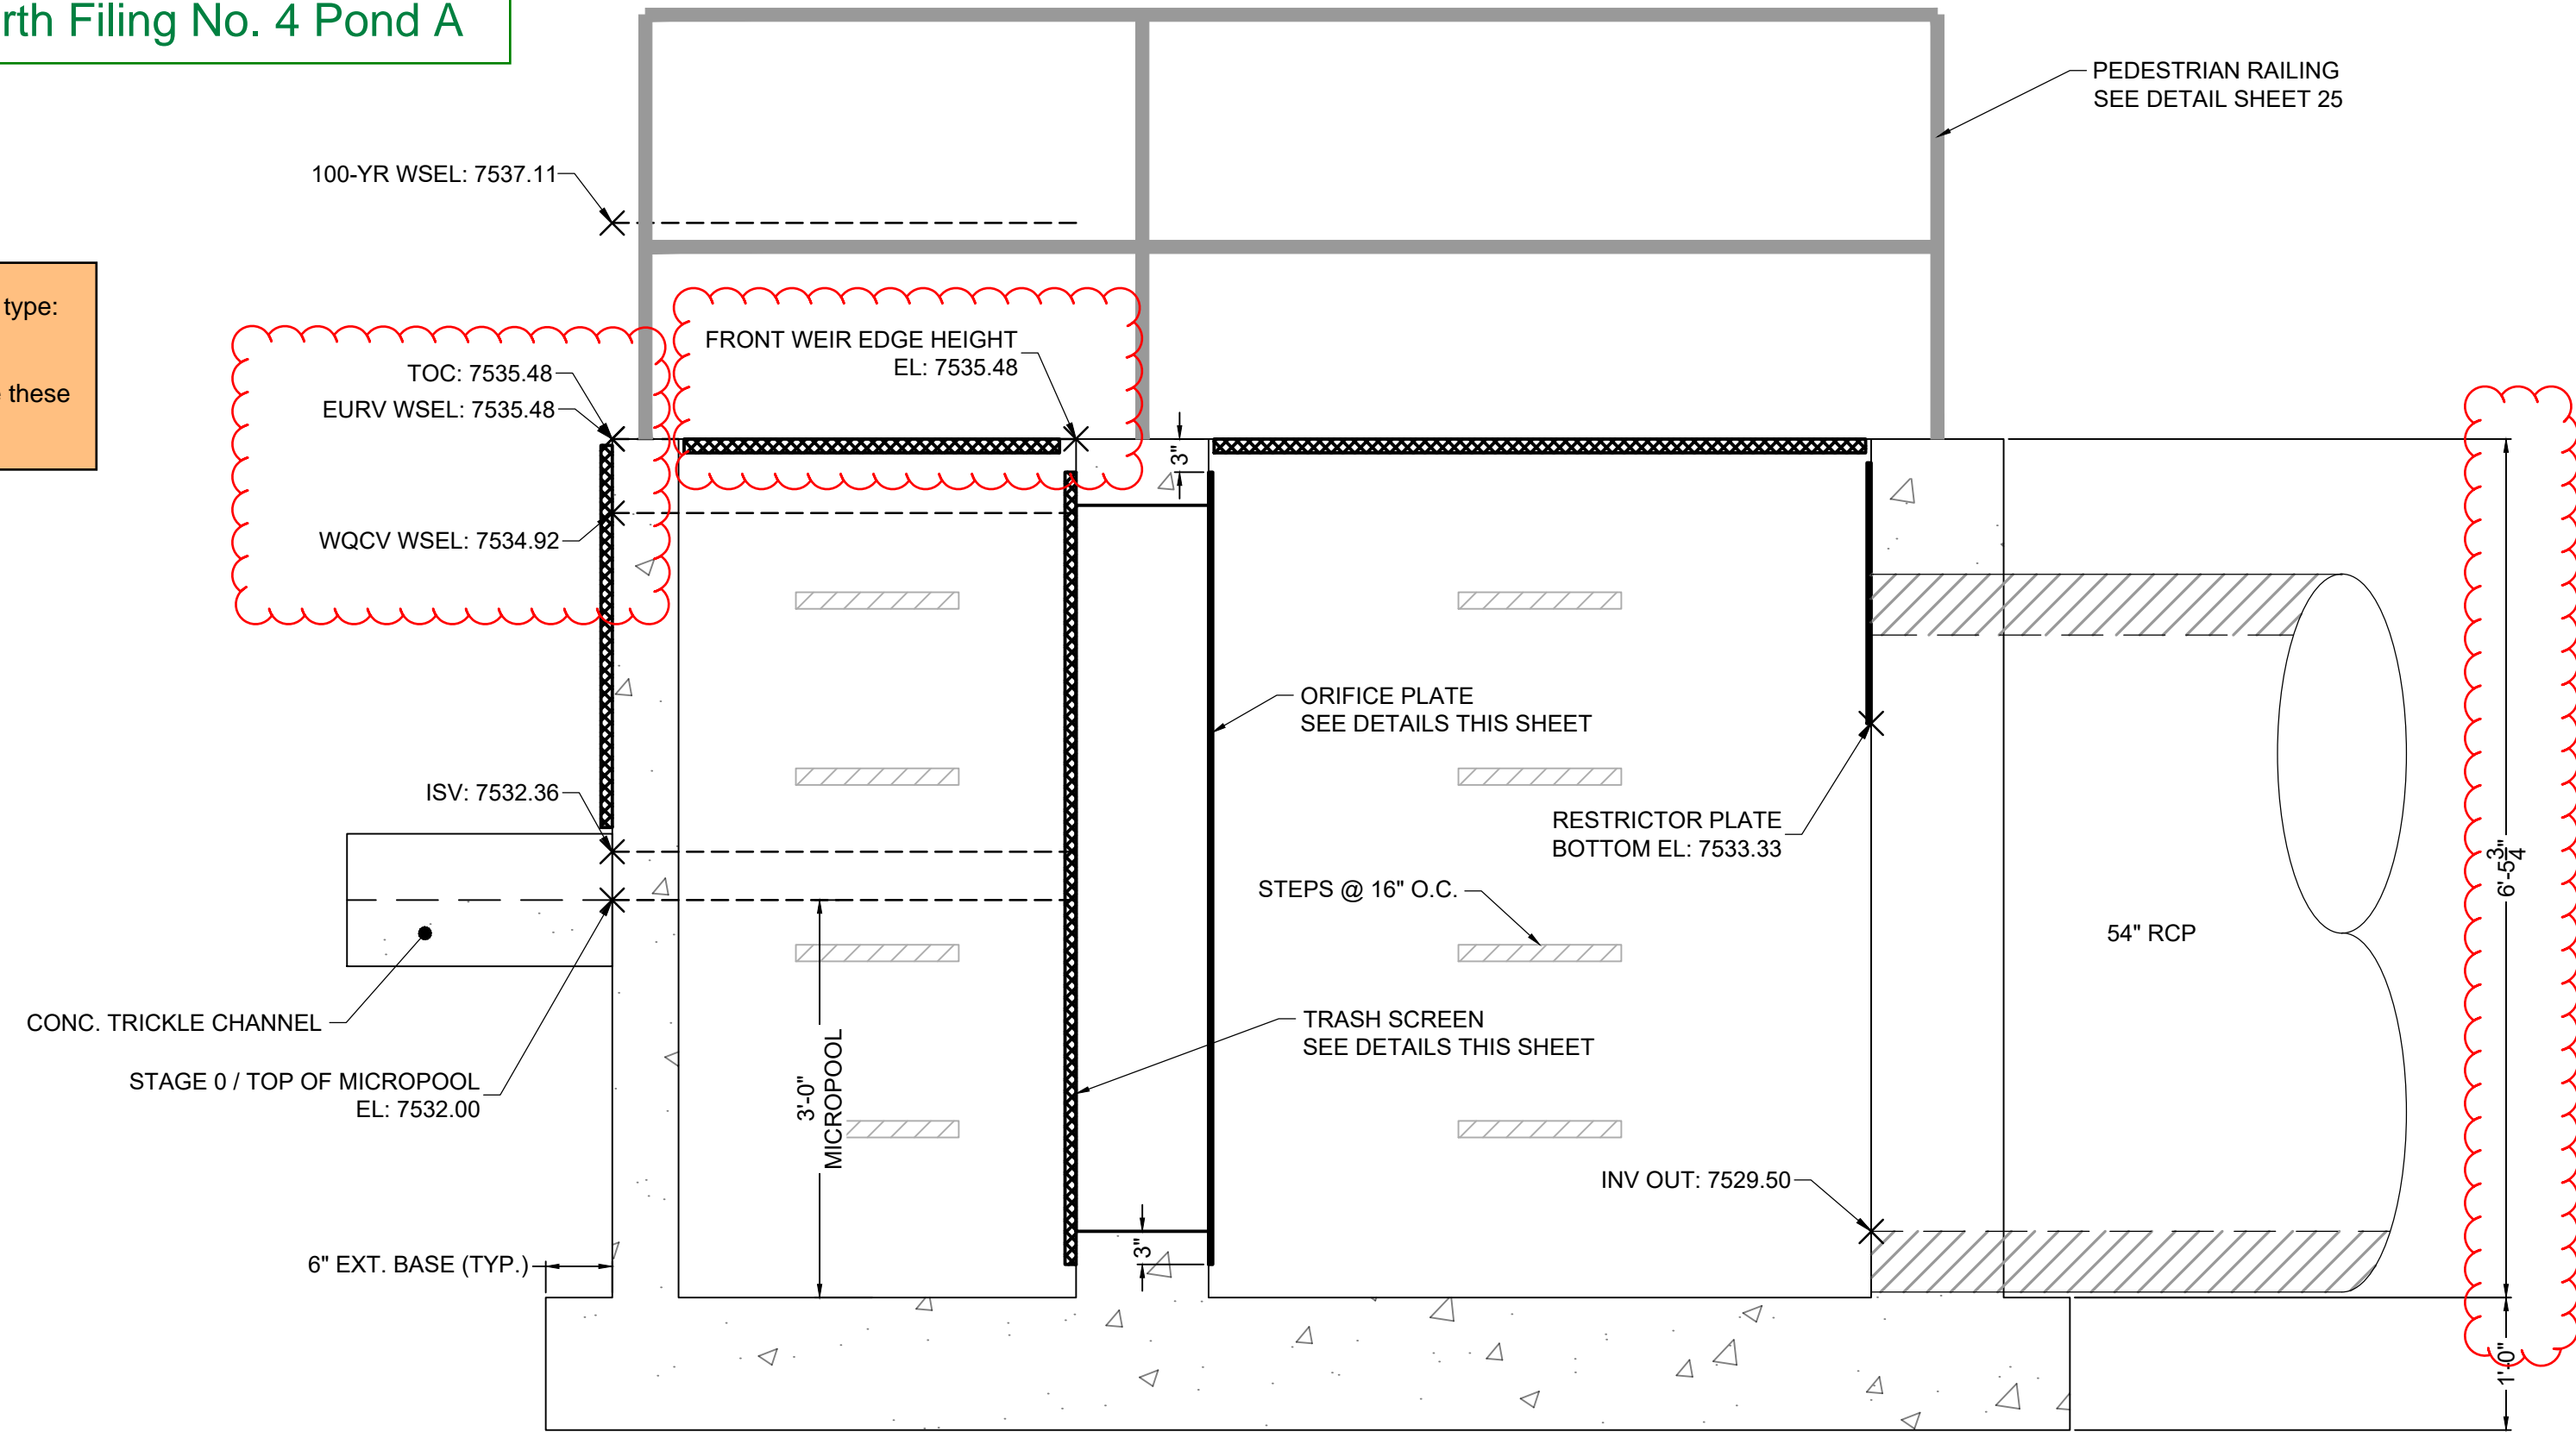 rth Filing No. 4 Pond A
PEDESTRIAN RAILING
SEE DETAIL SHEET 25
100-YR WSEL: 7537.11
type:
these
FRONT WEIR EDGE HEIGHT
EL: 7535.48
TOC: 7535.48
EURV WSEL: 7535.48
3"
WQCV WSEL: 7534.92
ORIFICE PLATE
SEE DETAILS THIS SHEET
ISV: 7532.36
RESTRICTOR PLATE
BOTTOM EL: 7533.33
6'-5 3/4"
STEPS @ 16" O.C.
54" RCP
CONC. TRICKLE CHANNEL
TRASH SCREEN
SEE DETAILS THIS SHEET
STAGE 0 / TOP OF MICROPOOL
EL: 7532.00
3'-0"
MICROPOOL
INV OUT: 7529.50
3"
6" EXT. BASE (TYP.)
1'-0"